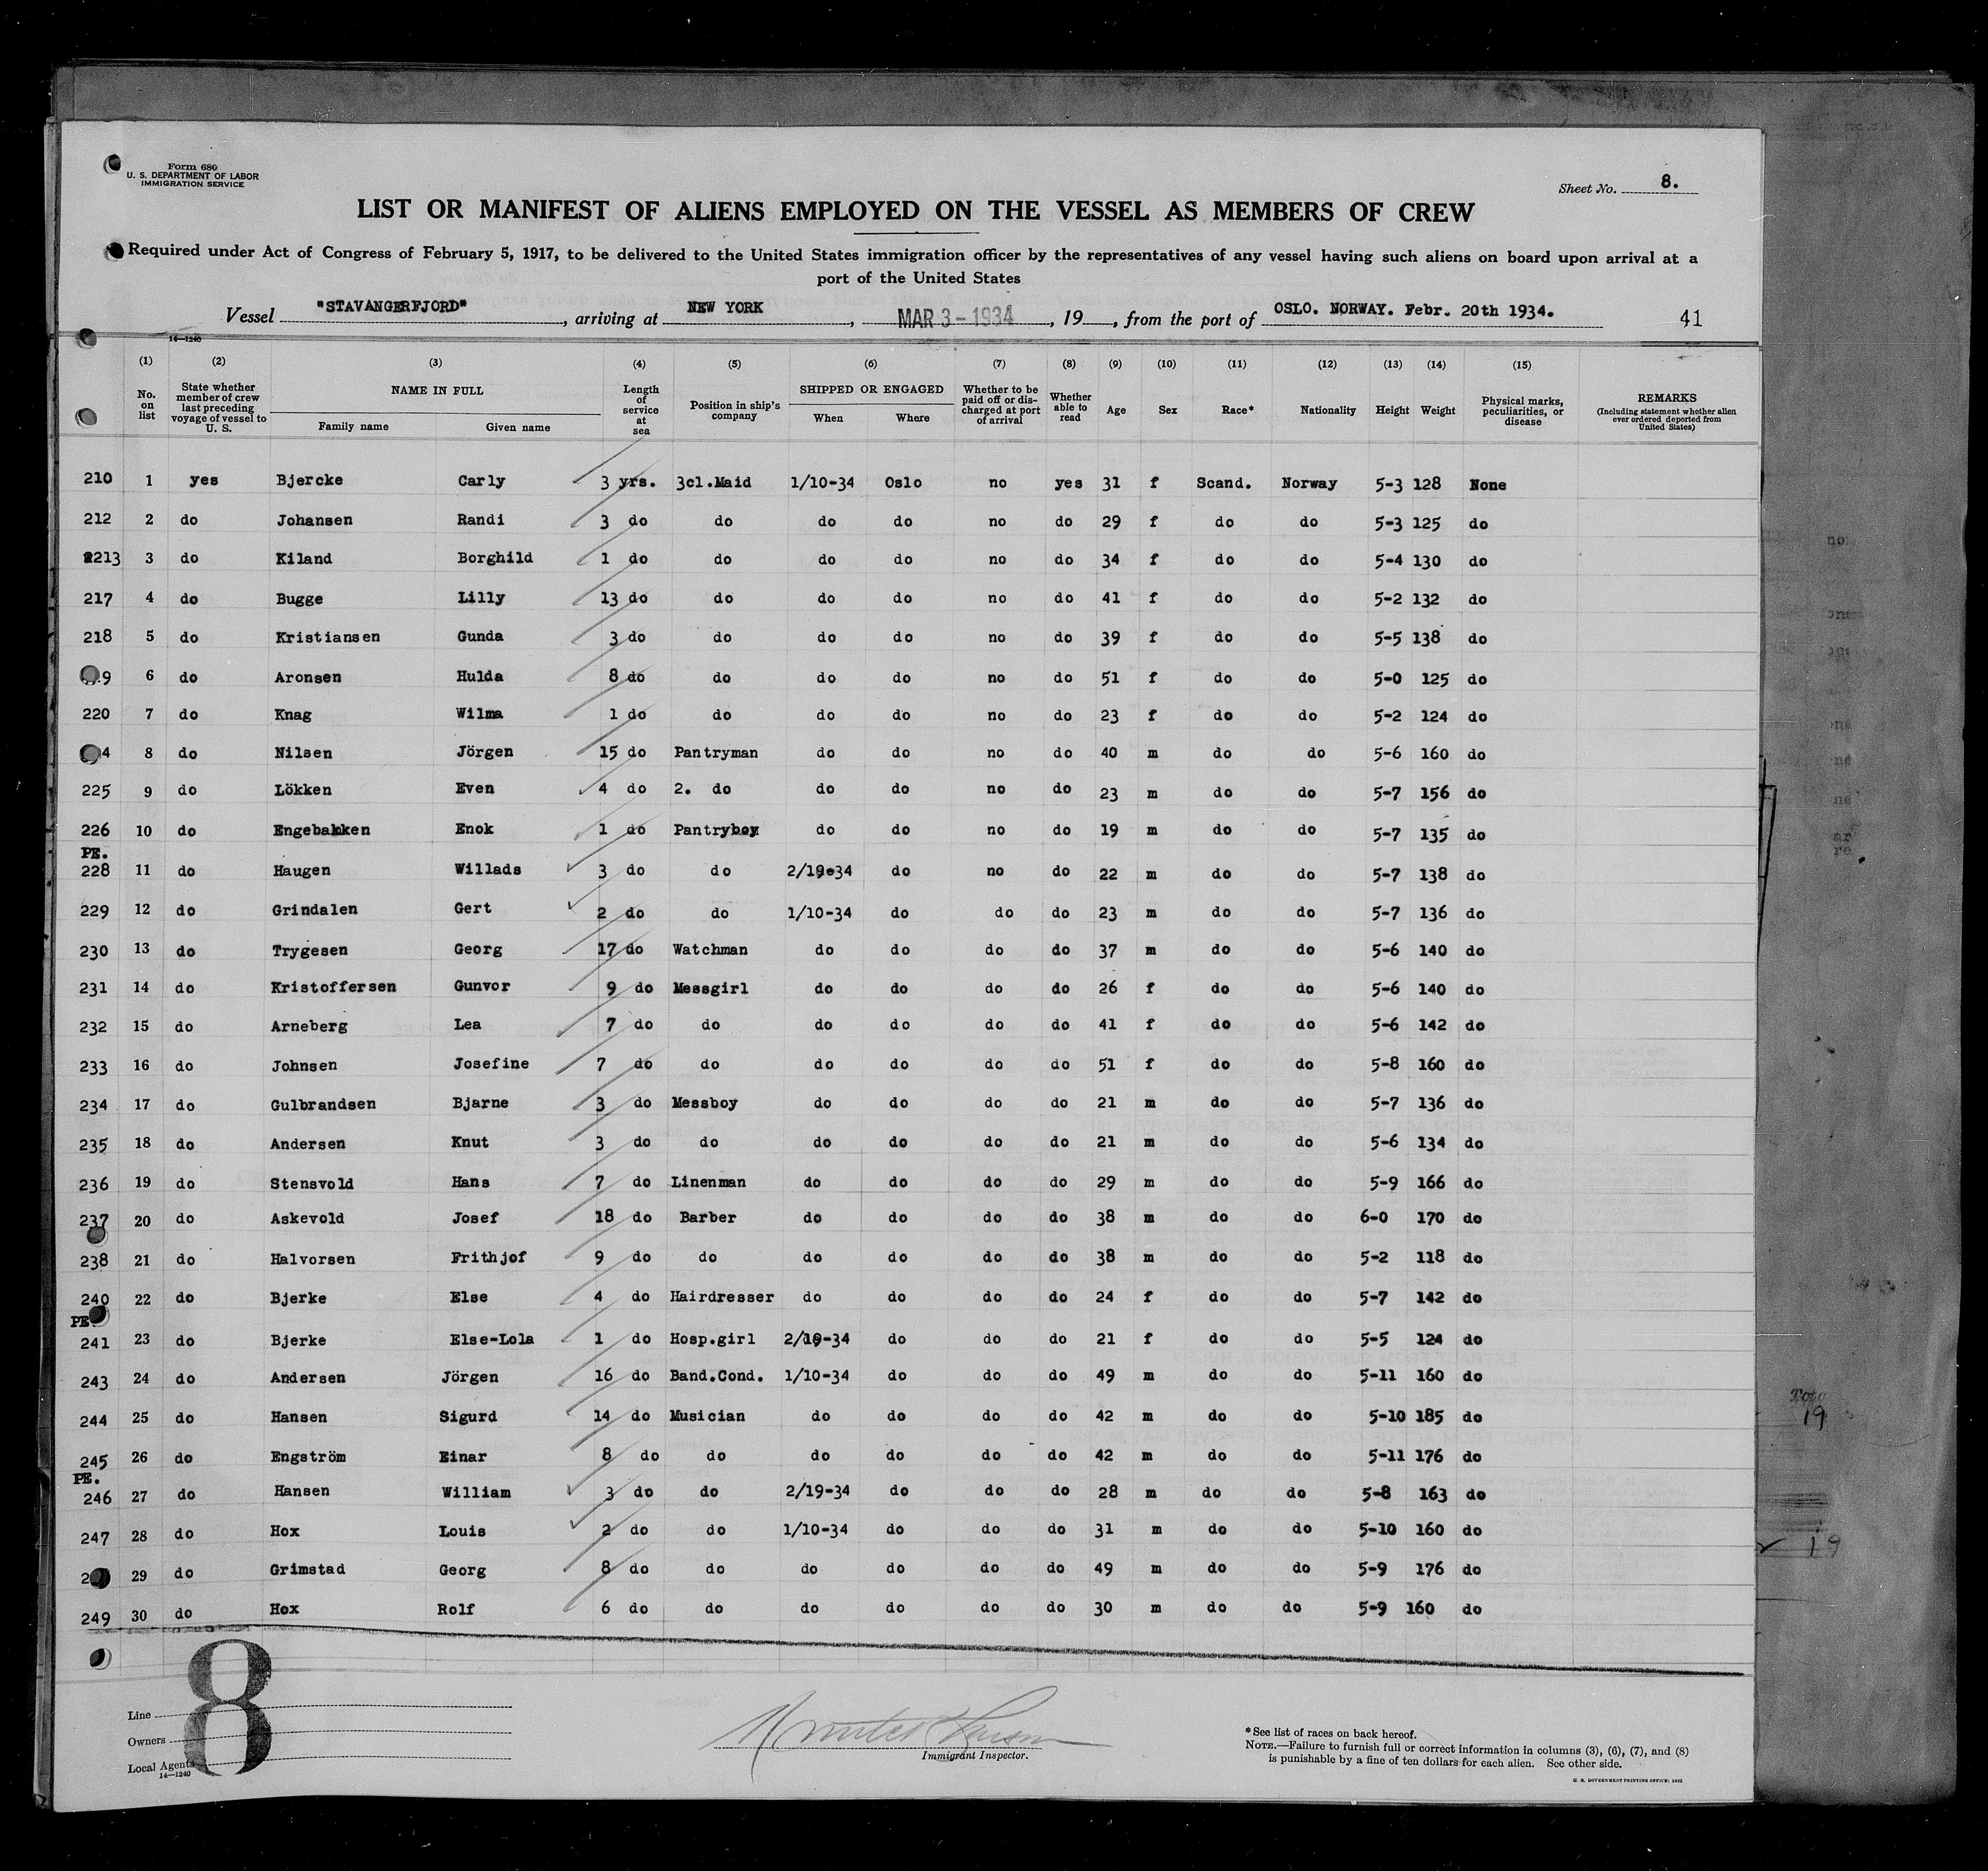 Form 680
U. S. DEPARTMENT OF LABOR
IMMIGRATION SERVICE
Sheet No. 8.
LIST OR MANIFEST OF ALIENS EMPLOYED ON THE VESSEL AS MEMBERS OF CREW
Required under Act of Congress of February 5, 1917, to be delivered to the United States immigration officer by the representatives of any vessel having such aliens on board upon arrival at a
port of the United States
Vessel "STAVANGERFJORD", arriving at NEW YORK, MAR 3-1934, 19, from the port of OSLO. NORWAY. Febr. 20th 1934. 41
14-1240
(1) (2) (3) (4) (5) (6) (7) (8) (9) (10) (11) (12) (13) (14) (15)
No. on list State whether member of crew last preceding voyage of vessel to U. S. NAME IN FULL Family name Given name Length of service at sea Position in ship's company SHIPPED OR ENGAGED When Where Whether to be paid off or discharged at port of arrival Whether able to read Age Sex Race* Nationality Height Weight Physical marks, peculiarities, or disease REMARKS (Including statement whether alien ever ordered deported from United States)
210 1 yes Bjercke Carly 3 yrs. 3cl.Maid 1/10-34 Oslo no yes 31 f Scand. Norway 5-3 128 None
212 2 do Johansen Randi 3 do do do do no do 29 f do do 5-3 125 do
2213 3 do Kiland Borghild 1 do do do do no do 34 f do do 5-4 130 do
217 4 do Bugge Lilly 13 do do do do no do 41 f do do 5-2 132 do
218 5 do Kristiansen Gunda 3 do do do do no do 39 f do do 5-5 138 do
9 6 do Aronsen Hulda 8 do do do do no do 51 f do do 5-0 125 do
220 7 do Knag Wilma 1 do do do do no do 23 f do do 5-2 124 do
4 8 do Nilsen Jörgen 15 do Pantryman do do no do 40 m do do 5-6 160 do
225 9 do Lökken Even 4 do 2. do do do no do 23 m do do 5-7 156 do
226 10 do Engebakken Enok 1 do Pantryboy do do no do 19 m do do 5-7 135 do
PE.
228 11 do Haugen Willads 3 do do 2/19-34 do no do 22 m do do 5-7 138 do
229 12 do Grindalen Gert 2 do do 1/10-34 do do do 23 m do do 5-7 136 do
230 13 do Trygesen Georg 17 do Watchman do do do do 37 m do do 5-6 140 do
231 14 do Kristoffersen Gunvor 9 do Messgirl do do do do 26 f do do 5-6 140 do
232 15 do Arneberg Lea 7 do do do do do do 41 f do do 5-6 142 do
233 16 do Johnsen Josefine 7 do do do do do do 51 f do do 5-8 160 do
234 17 do Gulbrandsen Bjarne 3 do Messboy do do do do 21 m do do 5-7 136 do
235 18 do Andersen Knut 3 do do do do do do 21 m do do 5-6 134 do
236 19 do Stensvold Hans 7 do Linenman do do do do 29 m do do 5-9 166 do
237 20 do Askevold Josef 18 do Barber do do do do 38 m do do 6-0 170 do
238 21 do Halvorsen Frithjof 9 do do do do do do 38 m do do 5-2 118 do
240 22 do Bjerke Else 4 do Hairdresser do do do do 24 f do do 5-7 142 do
PE
241 23 do Bjerke Else-Lola 1 do Hosp.girl 2/19-34 do do do 21 f do do 5-5 124 do
243 24 do Andersen Jörgen 16 do Band.Cond. 1/10-34 do do do 49 m do do 5-11 160 do
244 25 do Hansen Sigurd 14 do Musician do do do do 42 m do do 5-10 185 do
245 26 do Engström Einar 8 do do do do do do 42 m do do 5-11 176 do
PE.
246 27 do Hansen William 3 do do 2/19-34 do do do 28 m do do 5-8 163 do
247 28 do Hox Louis 2 do do 1/10-34 do do do 31 m do do 5-10 160 do
2 29 do Grimstad Georg 8 do do do do do do 49 m do do 5-9 176 do
249 30 do Hox Rolf 6 do do do do do do 30 m do do 5-9 160 do
8
Line
Owners
Local Agents
14-1240
Immigrant Inspector.
*See list of races on back hereof.
NOTE.—Failure to furnish full or correct information in columns (3), (6), (7), and (8)
is punishable by a fine of ten dollars for each alien. See other side.
U. S. GOVERNMENT PRINTING OFFICE: 1932
19
19